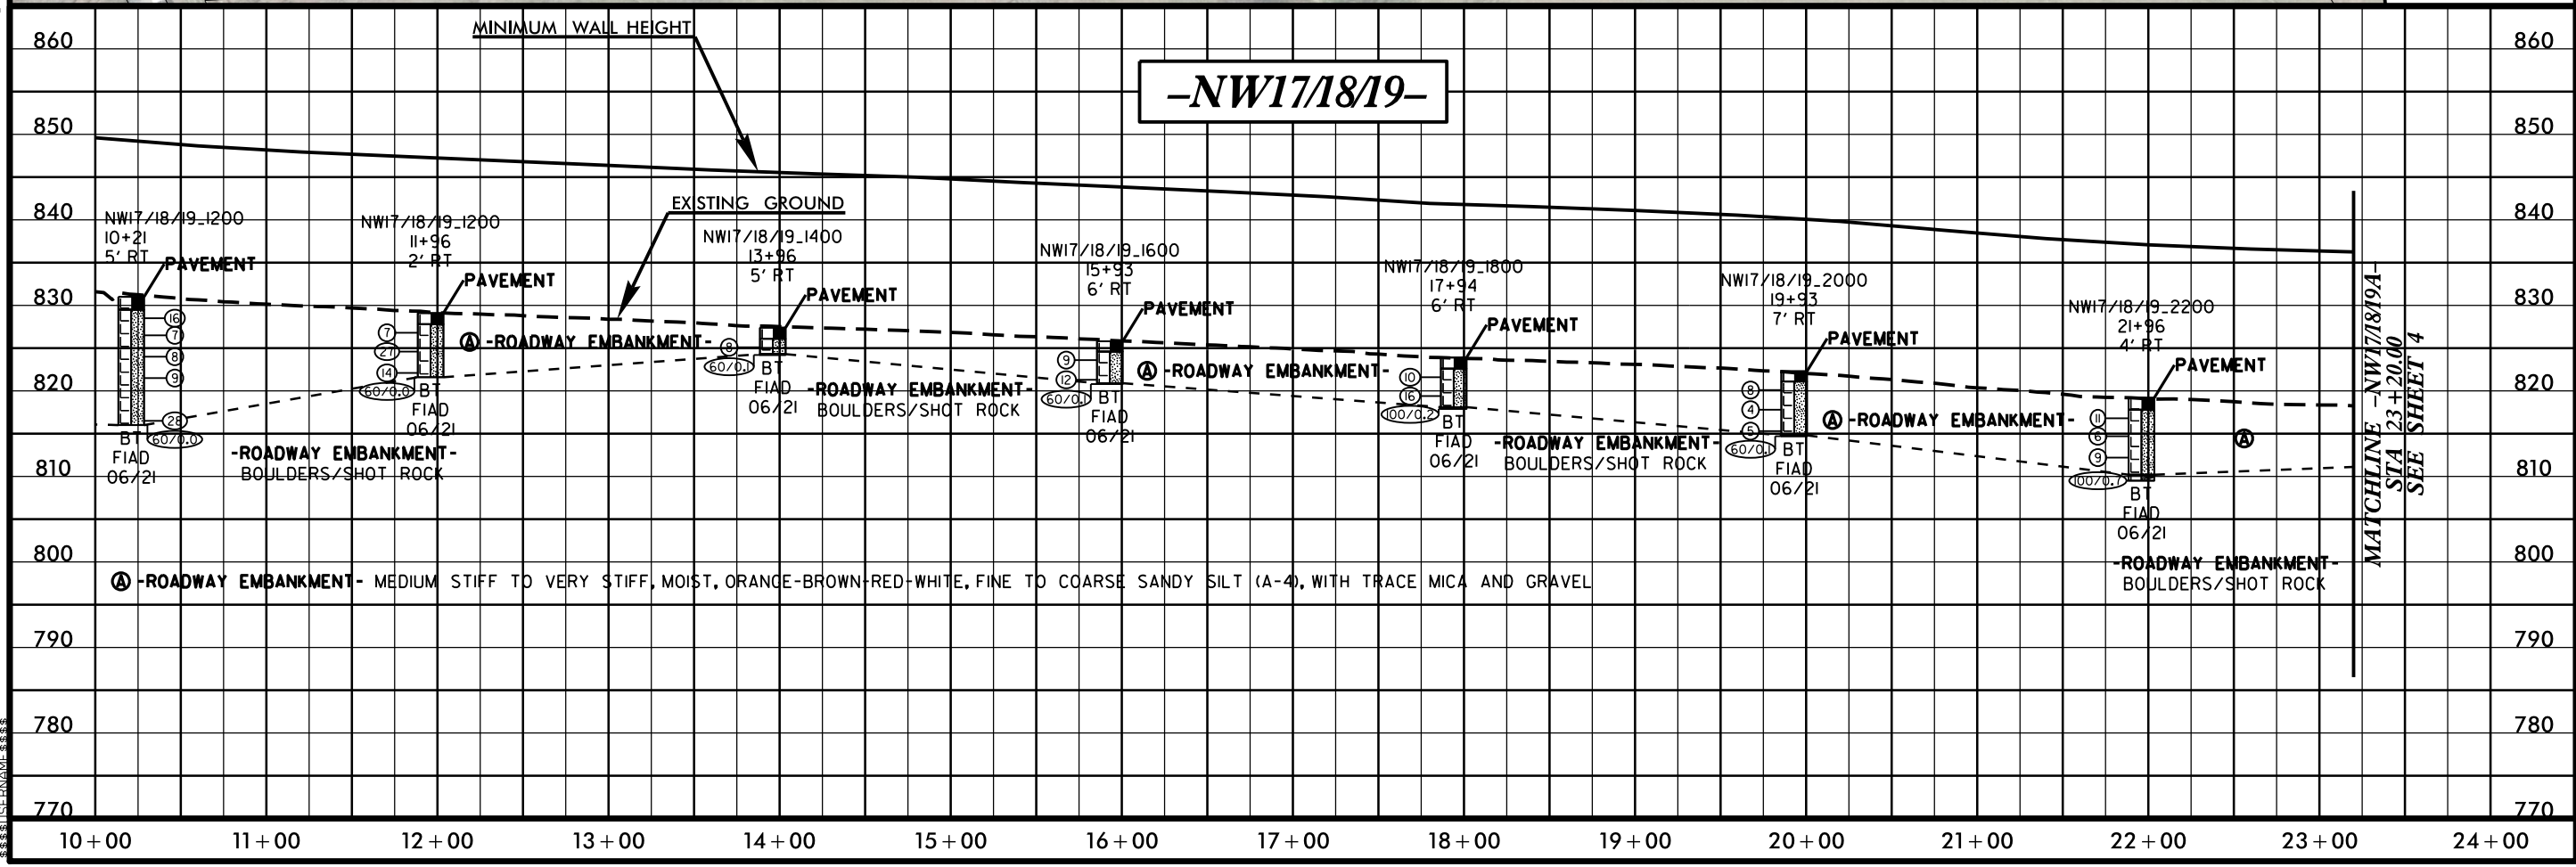 MINIMUM WALL HEIGHT
-NW17/18/19-
860
860
850
850
EXISTING GROUND
840
840
NW17/18/19_1200
10+21
5' RT
PAVEMENT
NW17/18/19_1200
11+96
2' RT
PAVEMENT
NW17/18/19_1400
13+96
5' RT
PAVEMENT
NW17/18/19_1600
15+93
6' RT
PAVEMENT
NW17/18/19_1800
17+94
6' RT
PAVEMENT
NW17/18/19_2000
19+93
7' RT
PAVEMENT
NW17/18/19_2200
21+96
4' RT
PAVEMENT
830
830
16
7
8
9
28
60/0.0
BT
FIAD
06/21
7
27
14
60/0.0
BT
FIAD
06/21
A -ROADWAY EMBANKMENT-
8
BT
FIAD
06/21
9
12
BT
FIAD
06/21
A -ROADWAY EMBANKMENT-
10
16
100/0.2
BT
FIAD
06/21
8
4
5
BT
FIAD
06/21
A -ROADWAY EMBANKMENT-
11
6
9
100/0.7
BT
FIAD
06/21
A
820
820
-ROADWAY EMBANKMENT-
BOULDERS/SHOT ROCK
-ROADWAY EMBANKMENT-
BOULDERS/SHOT ROCK
-ROADWAY EMBANKMENT-
BOULDERS/SHOT ROCK
-ROADWAY EMBANKMENT-
BOULDERS/SHOT ROCK
810
810
MATCHLINE -NW17/18/19A-
STA 23+20.00
SEE SHEET 4
800
800
A -ROADWAY EMBANKMENT- MEDIUM STIFF TO VERY STIFF, MOIST, ORANGE-BROWN-RED-WHITE, FINE TO COARSE SANDY SILT (A-4), WITH TRACE MICA AND GRAVEL
790
790
780
780
770
770
10+00
11+00
12+00
13+00
14+00
15+00
16+00
17+00
18+00
19+00
20+00
21+00
22+00
23+00
24+00